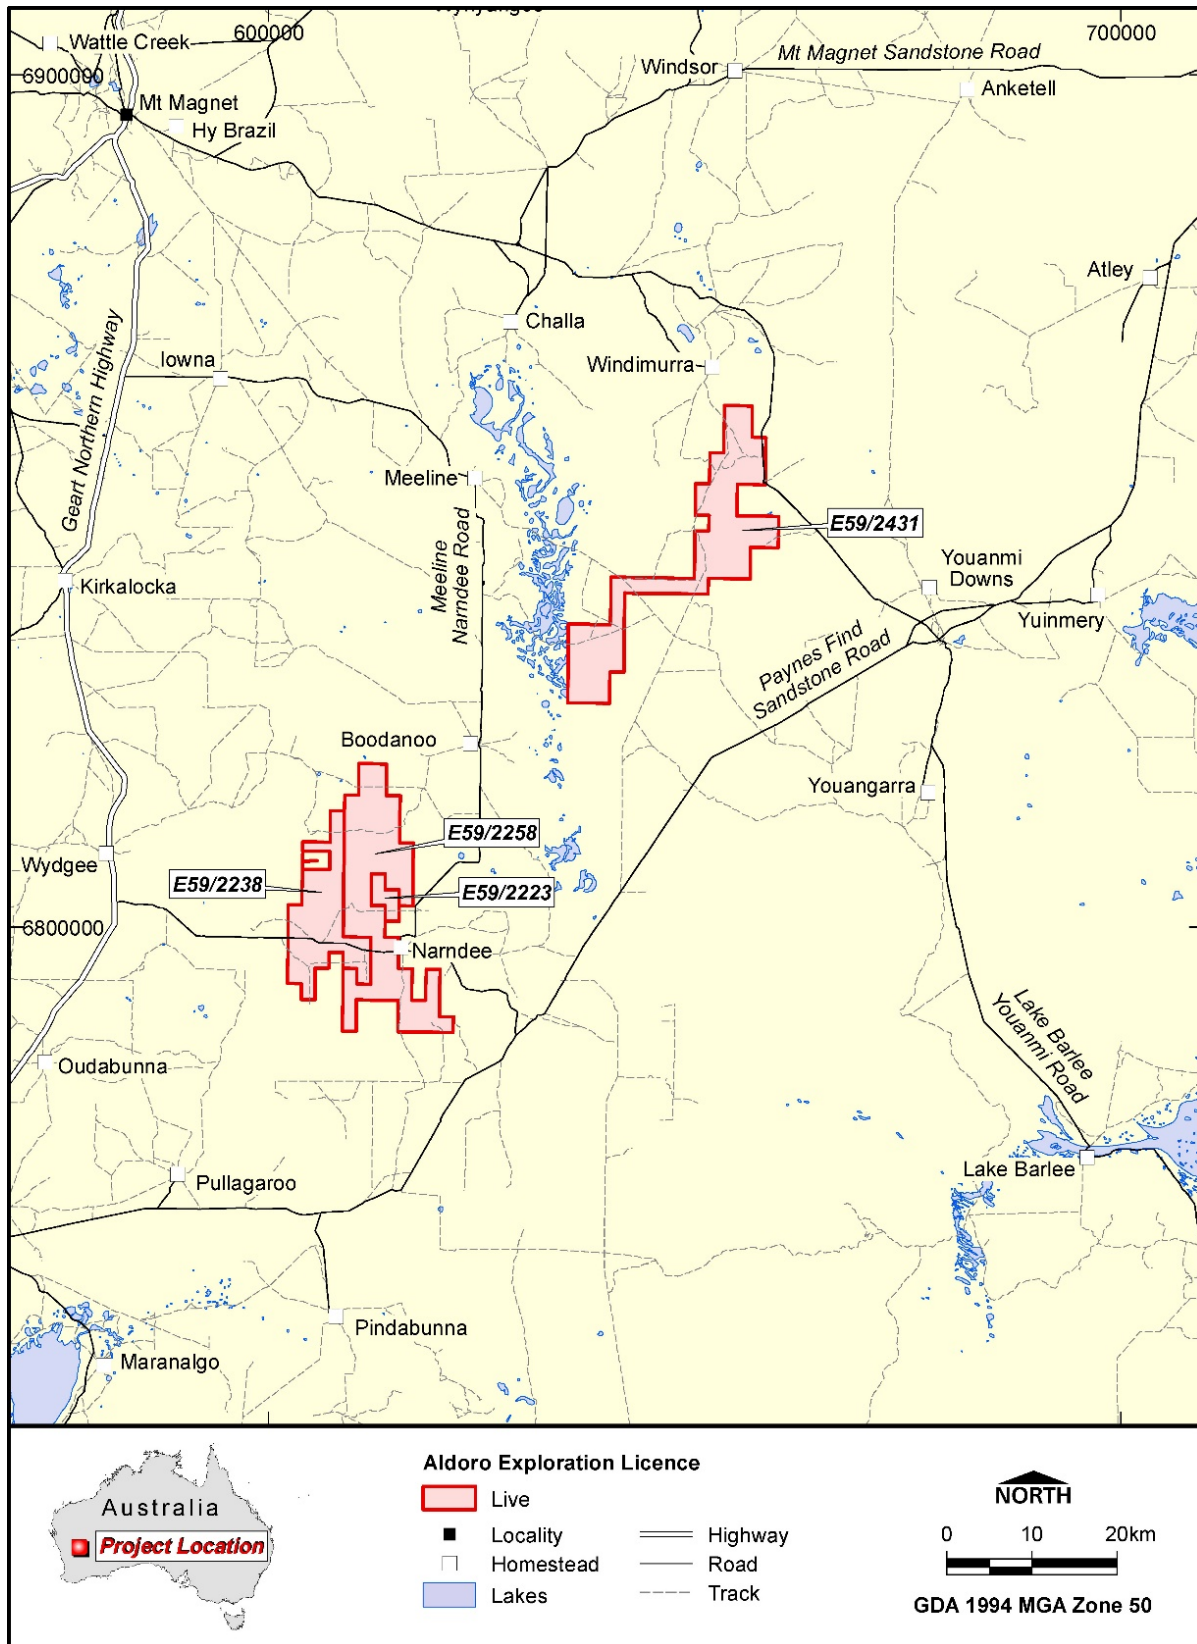 600000
700000
Wattle Creek
Mt Magnet Sandstone Road
Windsor
6900000
Anketell
Mt Magnet
Hy Brazil
Atley
Challa
Geart Northern Highway
Iowna
Windimurra
Meeline
Meeline
Narndee Road
E59/2431
Kirkalocka
Youanmi
Downs
Yuinmery
Paynes Find
Sandstone Road
Boodanoo
Youangarra
E59/2258
Wydgee
E59/2238
E59/2223
6800000
Narndee
Lake Barlee
Youanmi Road
Oudabunna
Lake Barlee
Pullagaroo
Pindabunna
Maranalgo
Australia
Project Location
Aldoro Exploration Licence
Live
Locality
Homestead
Lakes
Highway
Road
Track
NORTH
0 10 20km
GDA 1994 MGA Zone 50